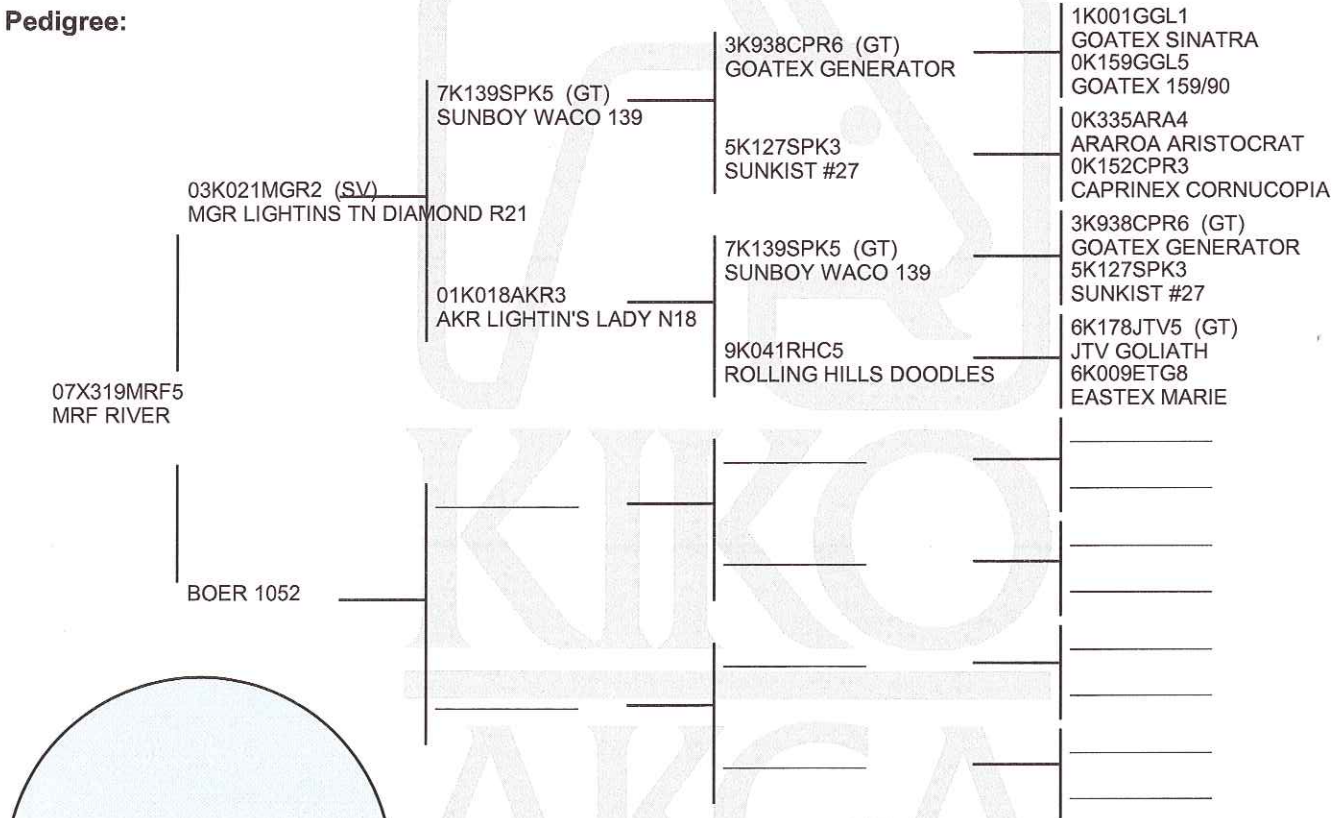 Pedigree:
07X319MRF5
MRF RIVER
03K021MGR2 (SV)
MGR LIGHTINS TN DIAMOND R21
BOER 1052
7K139SPK5 (GT)
SUNBOY WACO 139
01K018AKR3
AKR LIGHTIN'S LADY N18
3K938CPR6 (GT)
GOATEX GENERATOR
5K127SPK3
SUNKIST #27
7K139SPK5 (GT)
SUNBOY WACO 139
9K041RHC5
ROLLING HILLS DOODLES
1K001GGL1
GOATEX SINATRA
0K159GGL5
GOATEX 159/90
0K335ARA4
ARAROA ARISTOCRAT
0K152CPR3
CAPRINEX CORNUCOPIA
3K938CPR6 (GT)
GOATEX GENERATOR
5K127SPK3
SUNKIST #27
6K178JTV5 (GT)
JTV GOLIATH
6K009ETG8
EASTEX MARIE
KIKO
AKGA